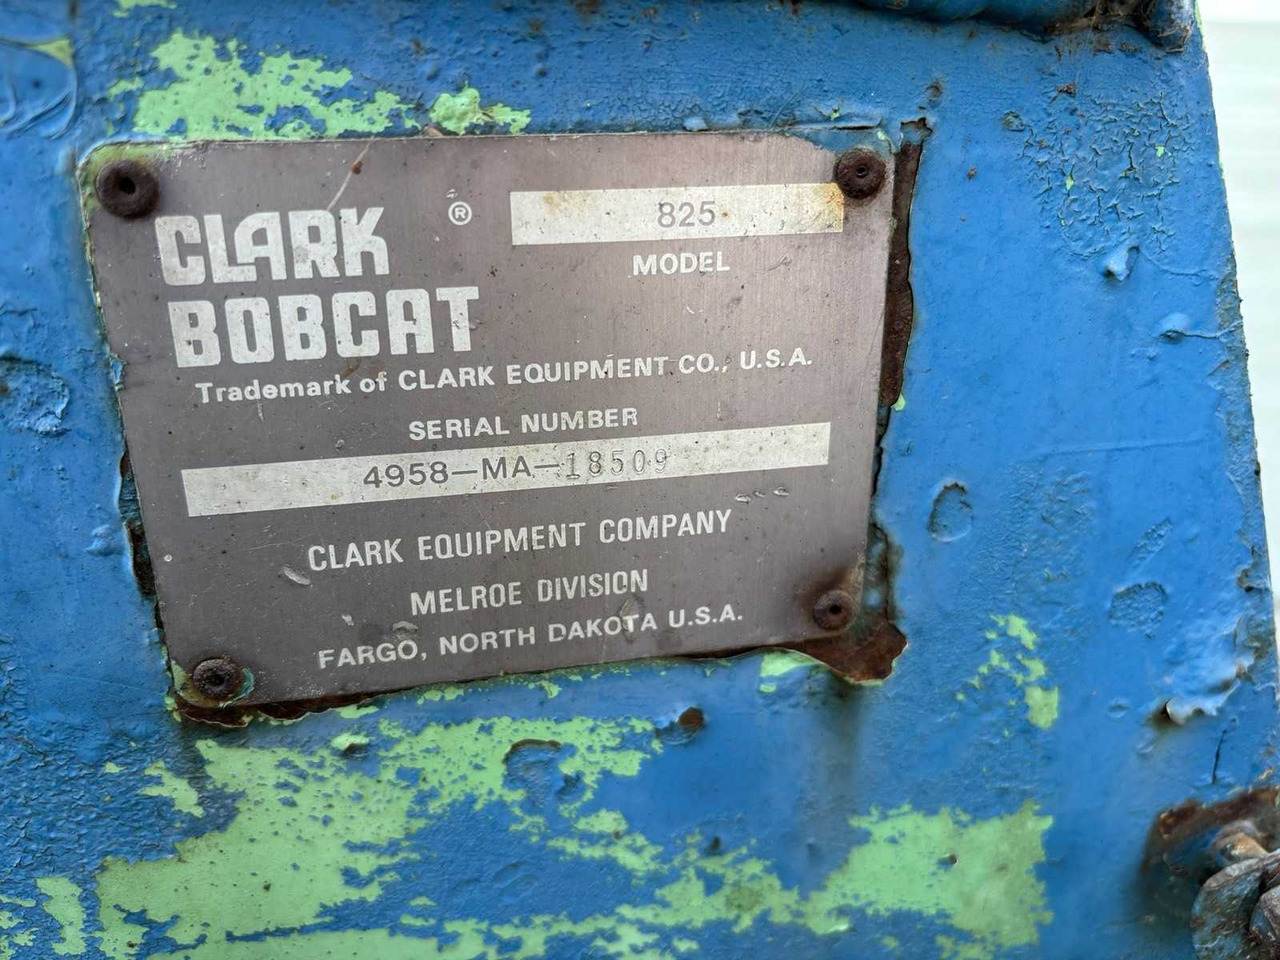 CLARK ®
BOBCAT
825
MODEL
Trademark of CLARK EQUIPMENT CO., U.S.A.
SERIAL NUMBER
4958-MA-18509
CLARK EQUIPMENT COMPANY
MELROE DIVISION
FARGO, NORTH DAKOTA U.S.A.